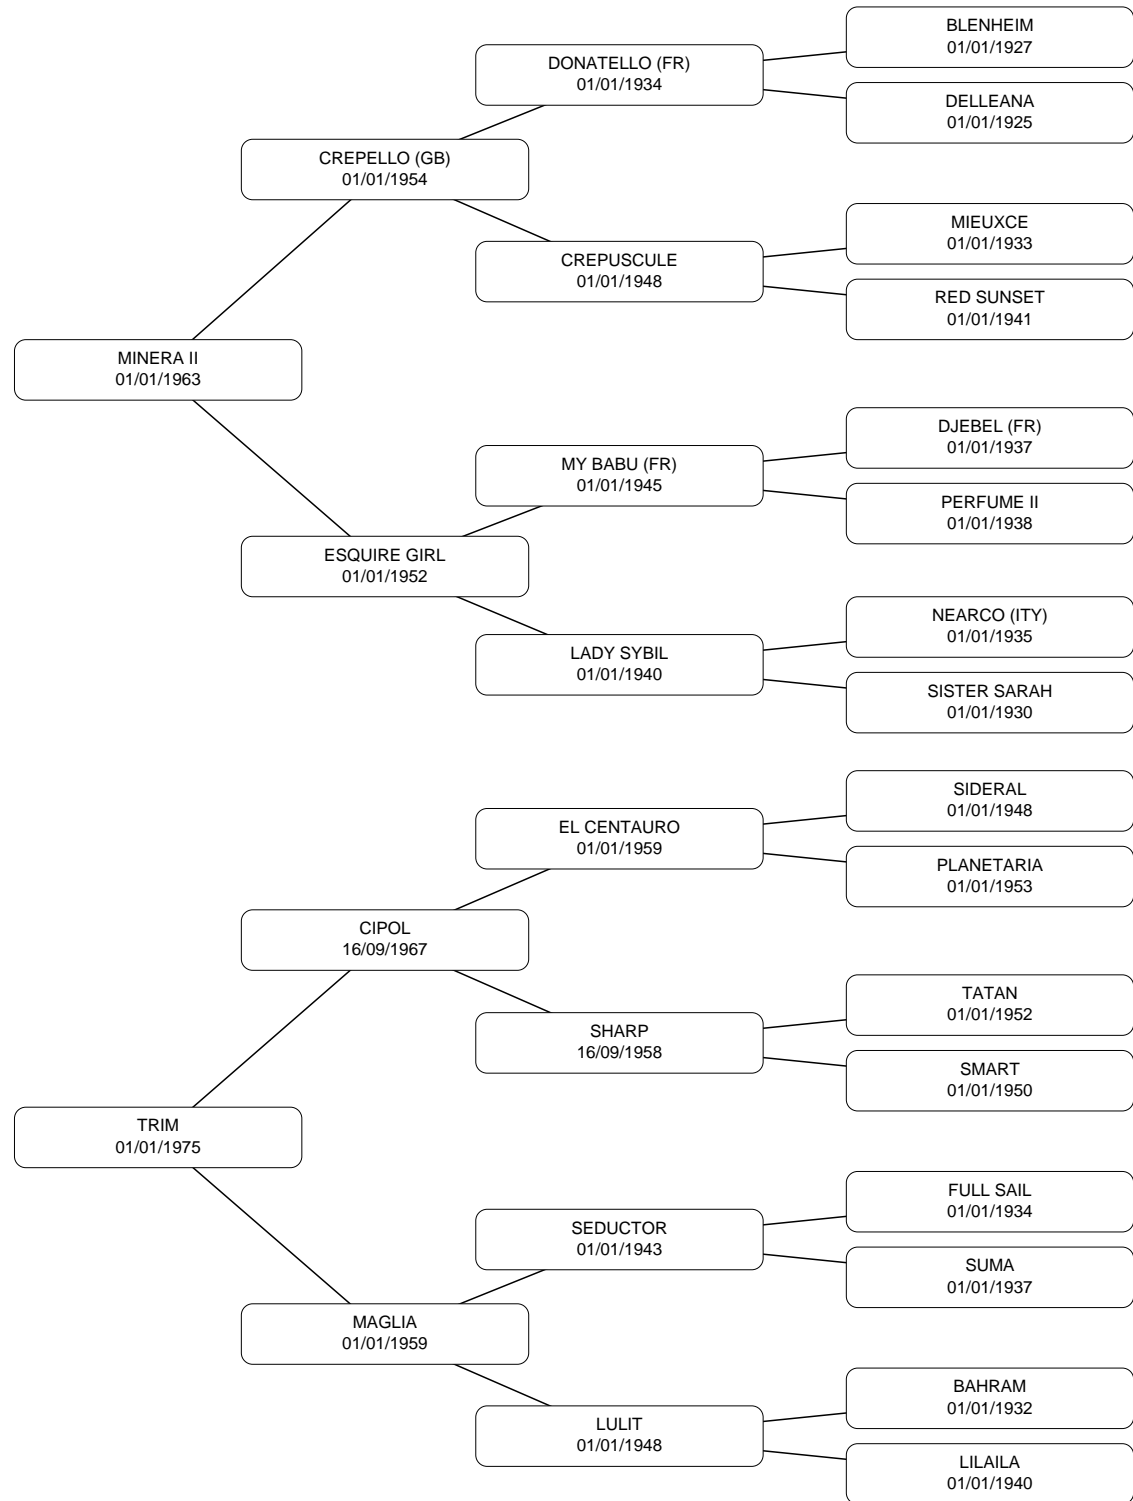 BLENHEIM
01/01/1927
DONATELLO (FR)
01/01/1934
DELLEANA
01/01/1925
CREPELLO (GB)
01/01/1954
MIEUXCE
01/01/1933
CREPUSCULE
01/01/1948
RED SUNSET
01/01/1941
MINERA II
01/01/1963
DJEBEL (FR)
01/01/1937
MY BABU (FR)
01/01/1945
PERFUME II
01/01/1938
ESQUIRE GIRL
01/01/1952
NEARCO (ITY)
01/01/1935
LADY SYBIL
01/01/1940
SISTER SARAH
01/01/1930
SIDERAL
01/01/1948
EL CENTAURO
01/01/1959
PLANETARIA
01/01/1953
CIPOL
16/09/1967
TATAN
01/01/1952
SHARP
16/09/1958
SMART
01/01/1950
TRIM
01/01/1975
FULL SAIL
01/01/1934
SEDUCTOR
01/01/1943
SUMA
01/01/1937
MAGLIA
01/01/1959
BAHRAM
01/01/1932
LULIT
01/01/1948
LILAILA
01/01/1940